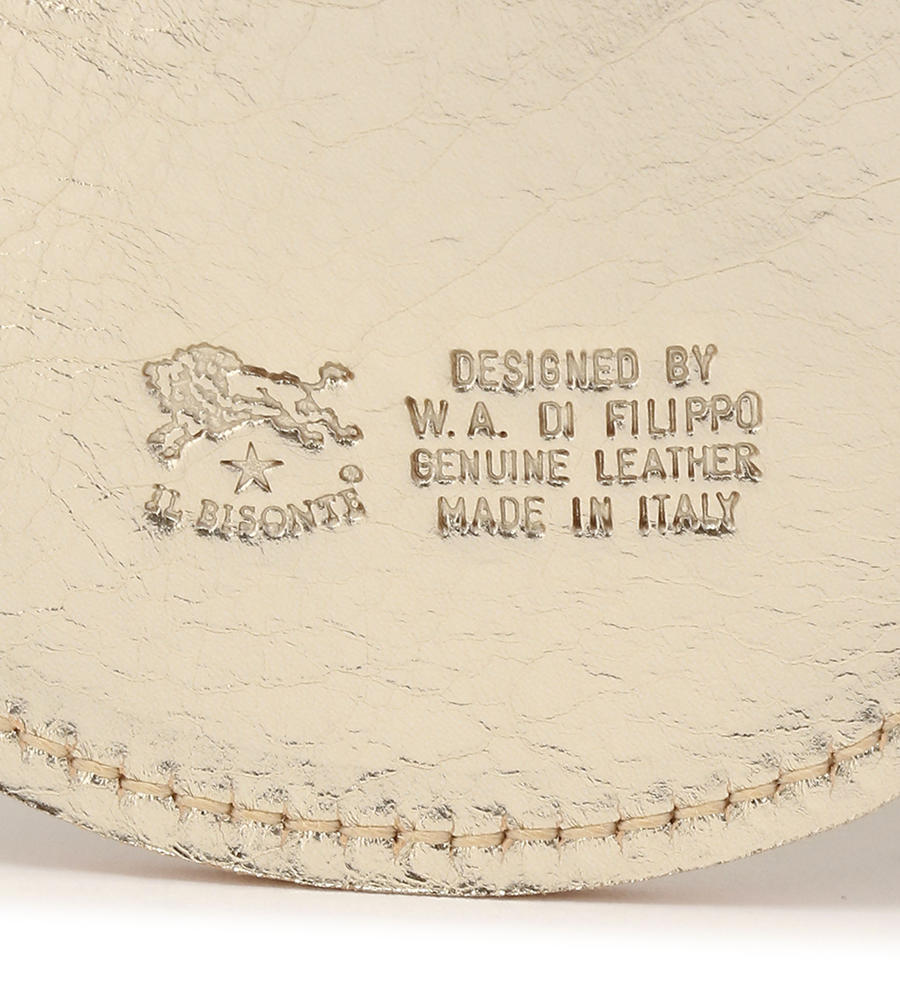 IL BISONTE
DESIGNED BY
W.A. DI FILIPPO
GENUINE LEATHER
MADE IN ITALY